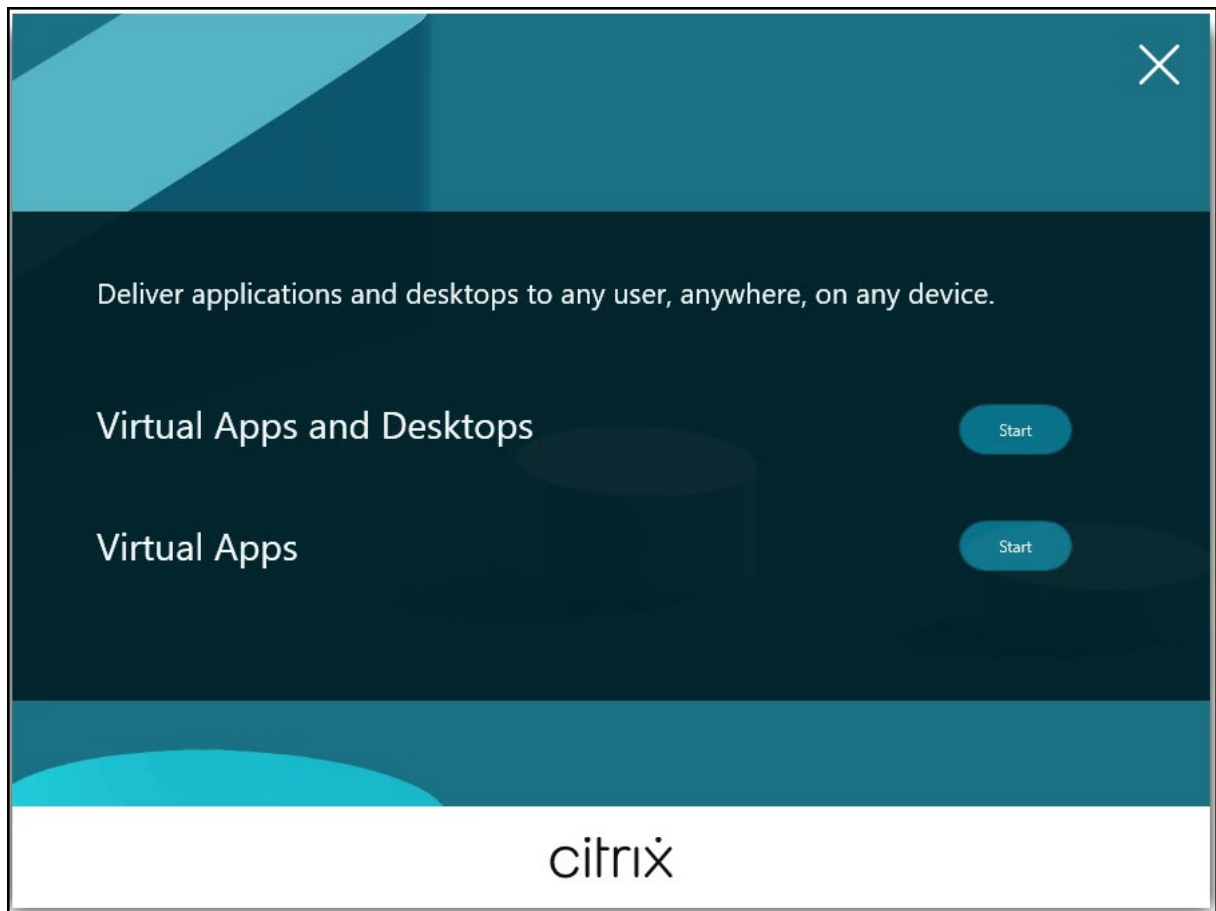 Deliver applications and desktops to any user, anywhere, on any device.
Virtual Apps and Desktops
Start
Virtual Apps
Start
citrix